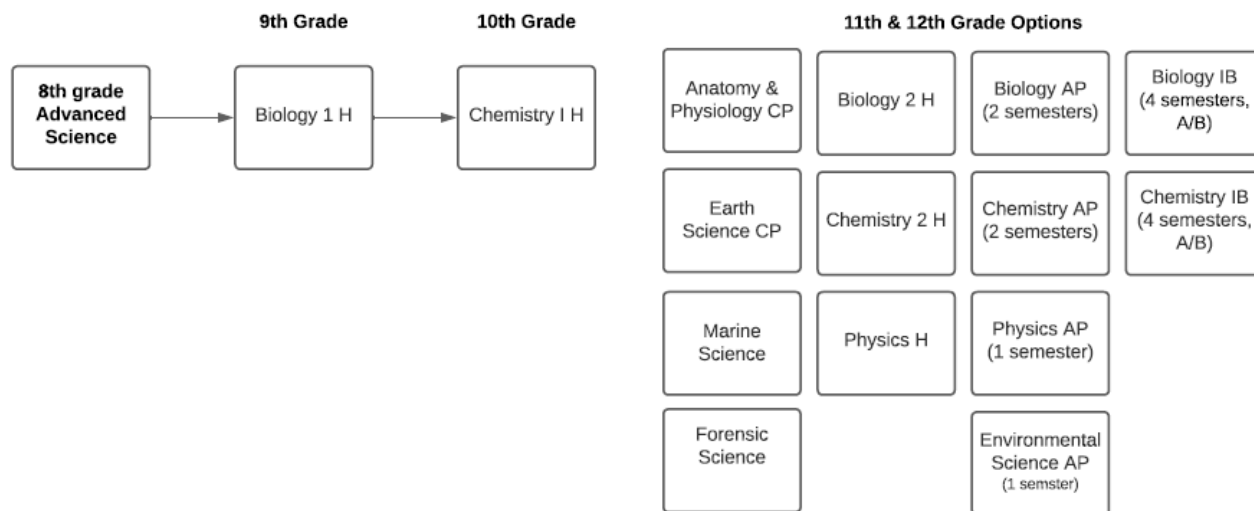 9th Grade
10th Grade
11th & 12th Grade Options
8th grade
Advanced
Science
Biology 1 H
Chemistry I H
Anatomy &
Physiology CP
Biology 2 H
Biology AP
(2 semesters)
Biology IB
(4 semesters,
A/B)
Earth
Science CP
Chemistry 2 H
Chemistry AP
(2 semesters)
Chemistry IB
(4 semesters,
A/B)
Marine
Science
Physics H
Physics AP
(1 semester)
Forensic
Science
Environmental
Science AP
(1 semster)